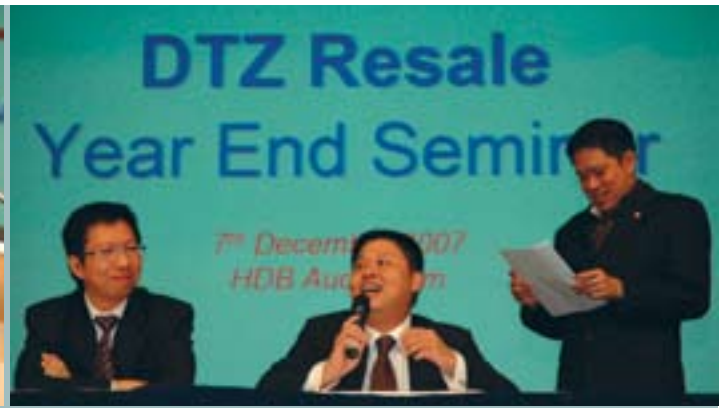 DTZ Resale
Year End Seminar
7th December 2007
HDB Auditorium